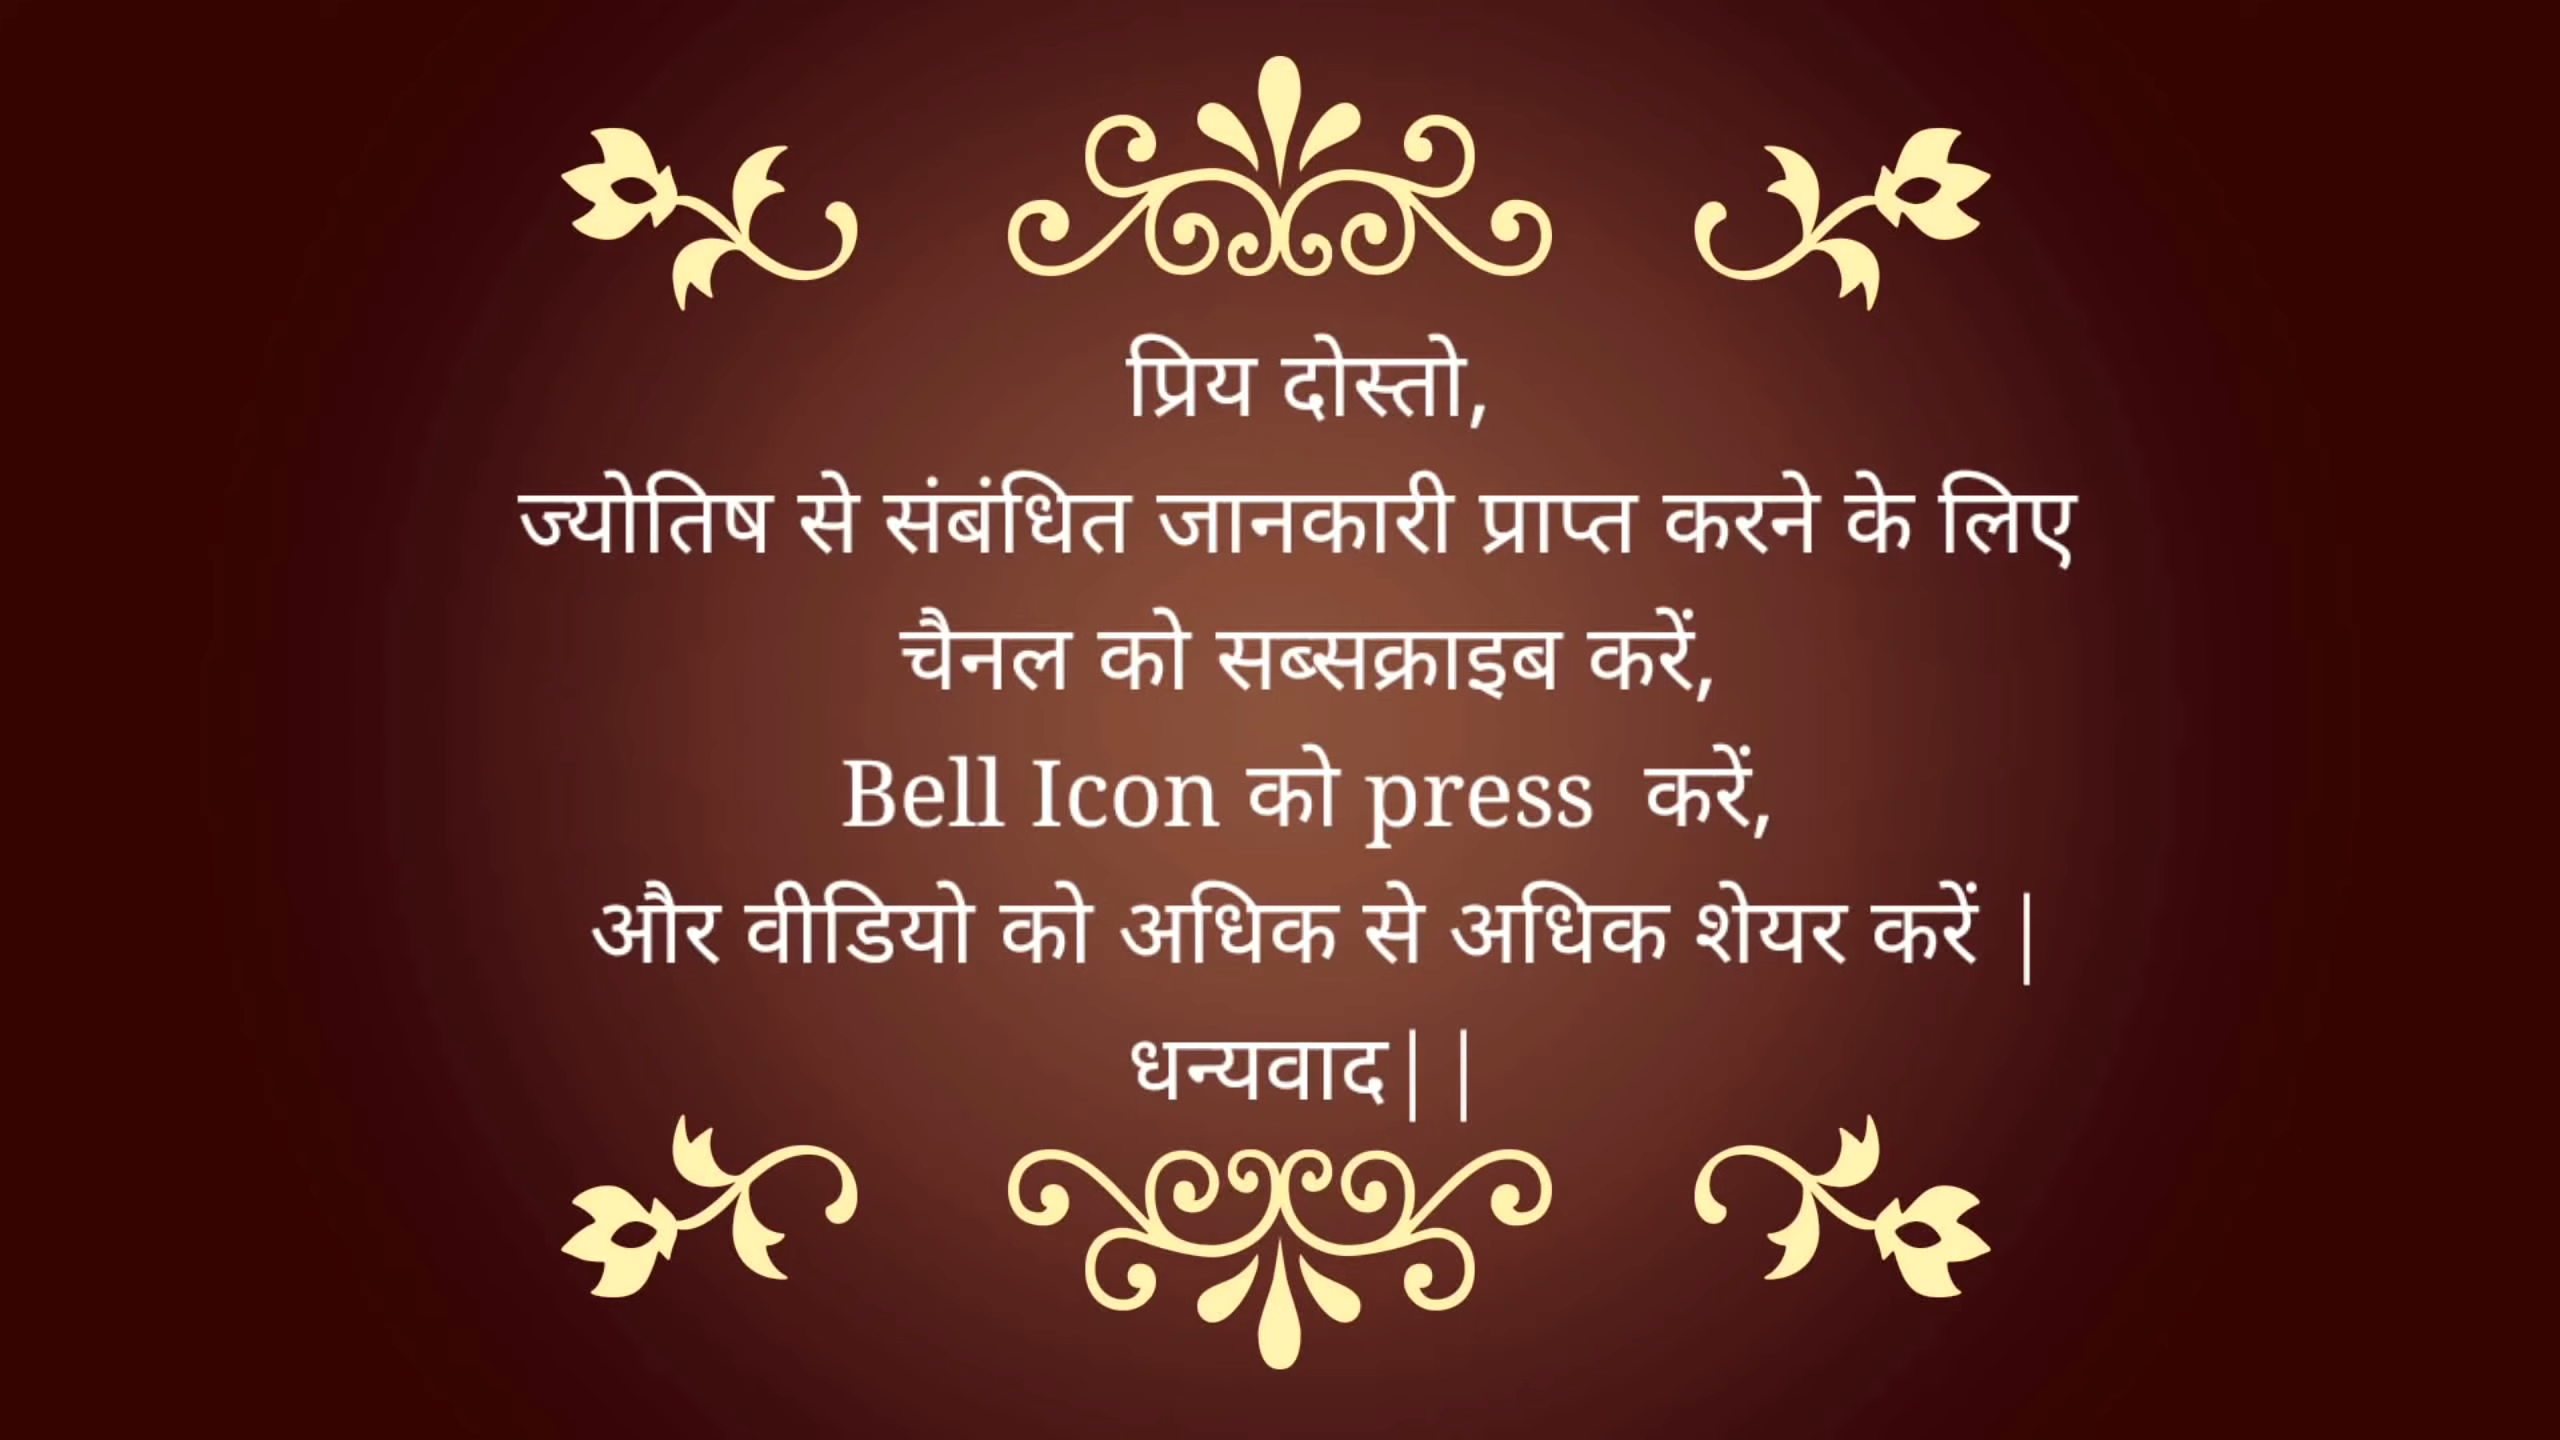 प्रिय दोस्तो,
ज्योतिष से संबंधित जानकारी प्राप्त करने के लिए
चैनल को सब्सक्राइब करें,
Bell Icon को press  करें,
और वीडियो को अधिक से अधिक शेयर करें |
धन्यवाद||